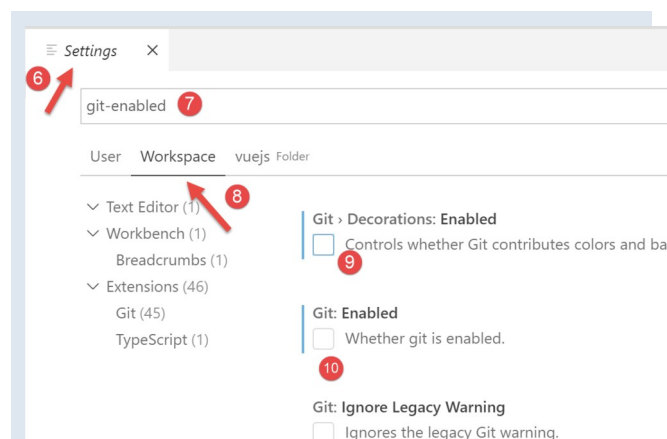 Settings
6
git-enabled 7
User Workspace vuejs Folder
8
Text Editor (1)
Workbench (1)
Breadcrumbs (1)
Extensions (46)
Git (45)
TypeScript (1)
Git › Decorations: Enabled
Controls whether Git contributes colors and ba
9
Git: Enabled
Whether git is enabled.
10
Git: Ignore Legacy Warning
Ignores the legacy Git warning.